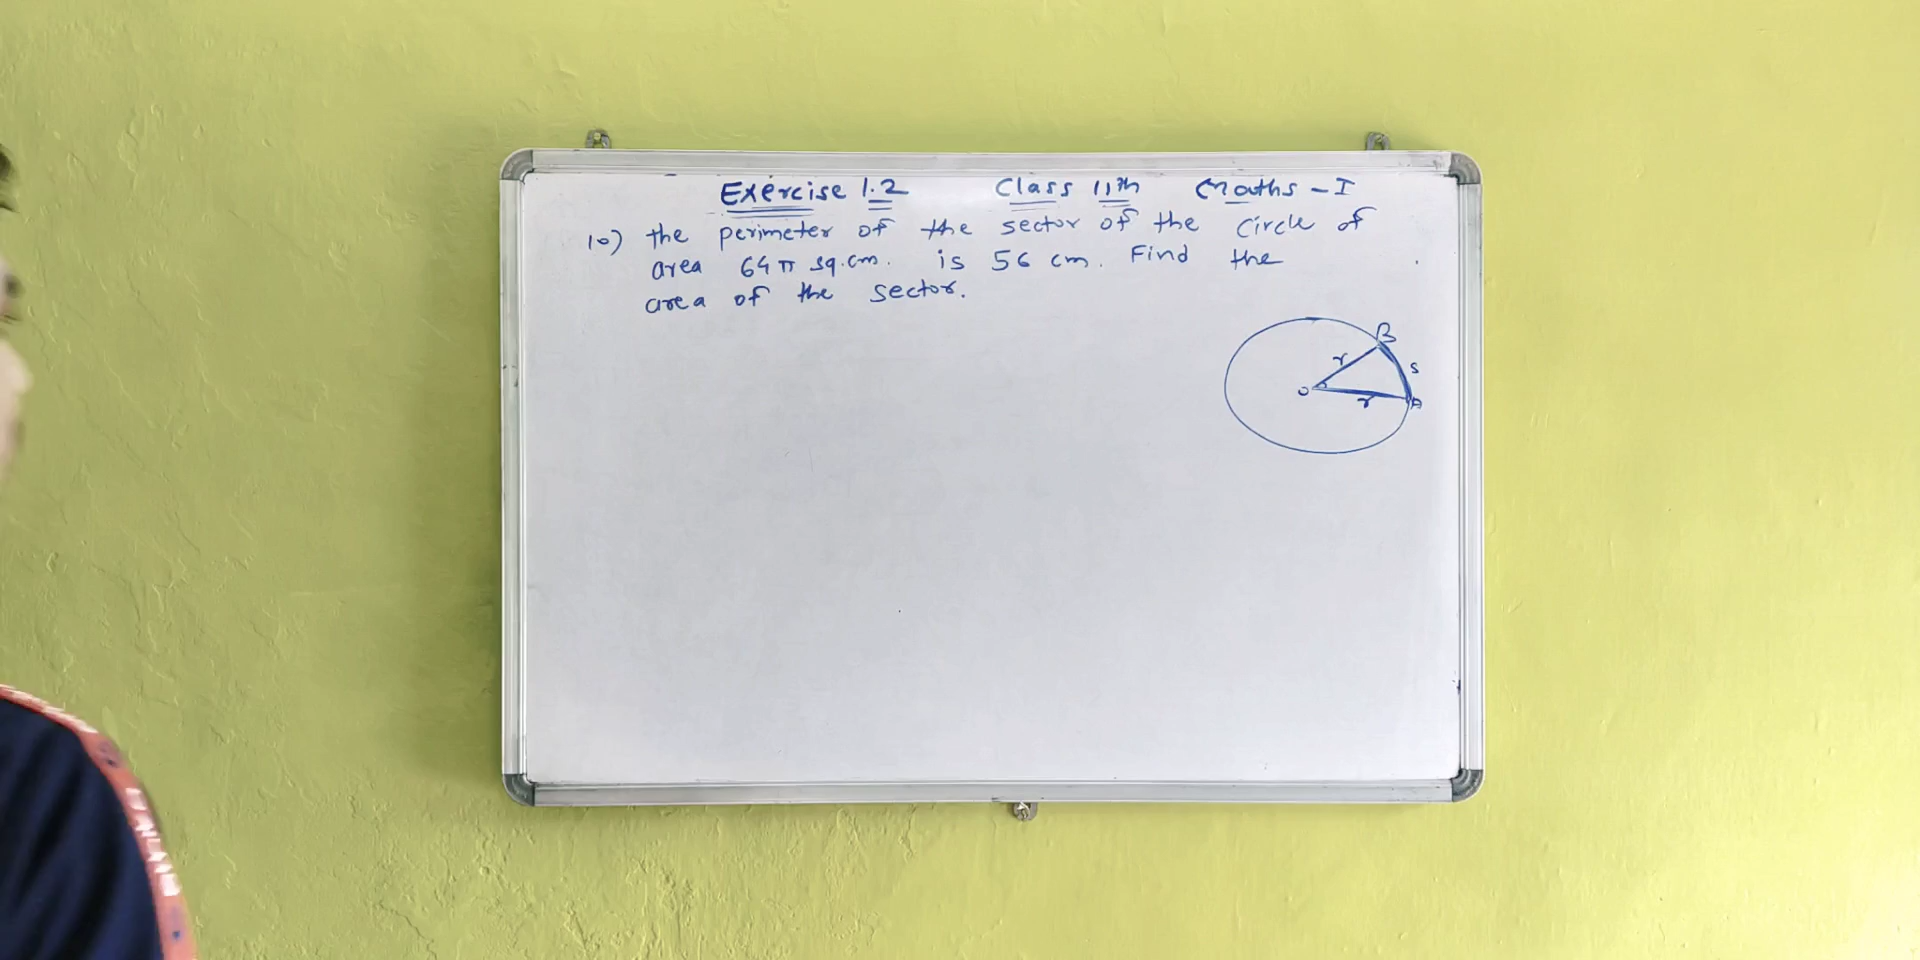 Exercise 1.2 Class 11th Maths - I
10) the perimeter of the sector of the circle of
area 64π sq.cm. is 56 cm. Find the
area of the sector.
B
r s
O
r A